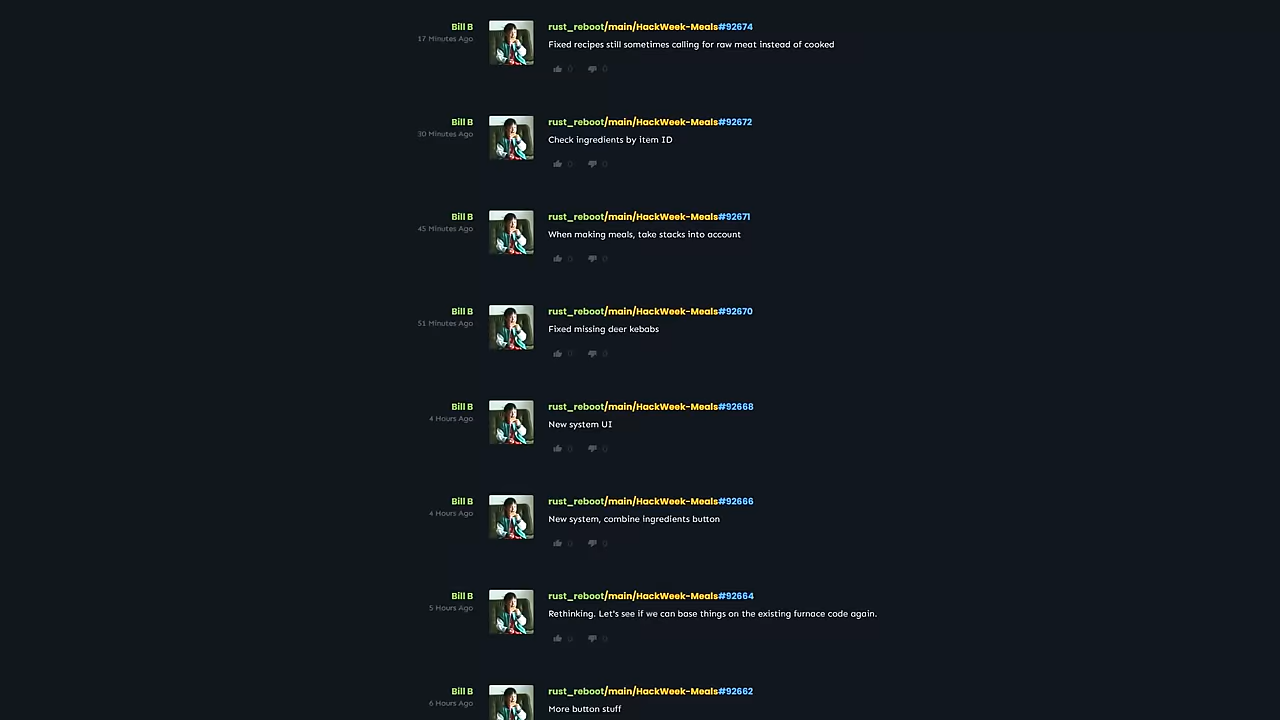 Bill B
17 Minutes Ago
rust_reboot/main/HackWeek-Meals#92674
Fixed recipes still sometimes calling for raw meat instead of cooked
0 0
Bill B
30 Minutes Ago
rust_reboot/main/HackWeek-Meals#92672
Check ingredients by item ID
0 0
Bill B
45 Minutes Ago
rust_reboot/main/HackWeek-Meals#92671
When making meals, take stacks into account
0 0
Bill B
51 Minutes Ago
rust_reboot/main/HackWeek-Meals#92670
Fixed missing deer kebabs
0 0
Bill B
4 Hours Ago
rust_reboot/main/HackWeek-Meals#92668
New system UI
0 0
Bill B
4 Hours Ago
rust_reboot/main/HackWeek-Meals#92666
New system, combine ingredients button
0 0
Bill B
5 Hours Ago
rust_reboot/main/HackWeek-Meals#92664
Rethinking. Let's see if we can base things on the existing furnace code again.
0 0
Bill B
6 Hours Ago
rust_reboot/main/HackWeek-Meals#92662
More button stuff